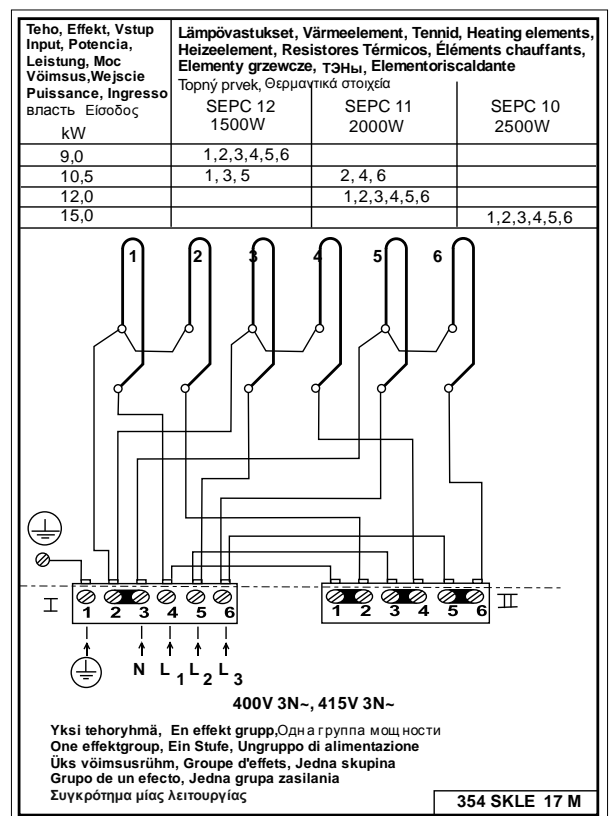 Teho, Effekt, Vstup
Input, Potencia,
Leistung, Moc
Vöimsus,Wejscie
Puissance, Ingresso
власть Είσοδος
kW
Lämpövastukset, Värmeelement, Tennid, Heating elements,
Heizeelement, Resistores Térmicos, Éléments chauffants,
Elementy grzewcze, ТЭНы, Elementoriscaldante
Topný prvek, Θερμαντικά στοιχεία
SEPC 12 SEPC 11 SEPC 10
1500W 2000W 2500W
9,0 1,2,3,4,5,6
10,5 1, 3, 5 2, 4, 6
12,0 1,2,3,4,5,6
15,0 1,2,3,4,5,6
1 2 3 4 5 6
I 1 2 3 4 5 6 1 2 3 4 5 6 II
N L1 L2 L3
400V 3N~, 415V 3N~
Yksi tehoryhmä, En effekt grupp,Одна группа мощности
One effektgroup, Ein Stufe, Ungruppo di alimentazione
Üks vöimsusrühm, Groupe d'effets, Jedna skupina
Grupo de un efecto, Jedna grupa zasilania
Συγκρότημα μίας λειτουργίας
354 SKLE 17 M